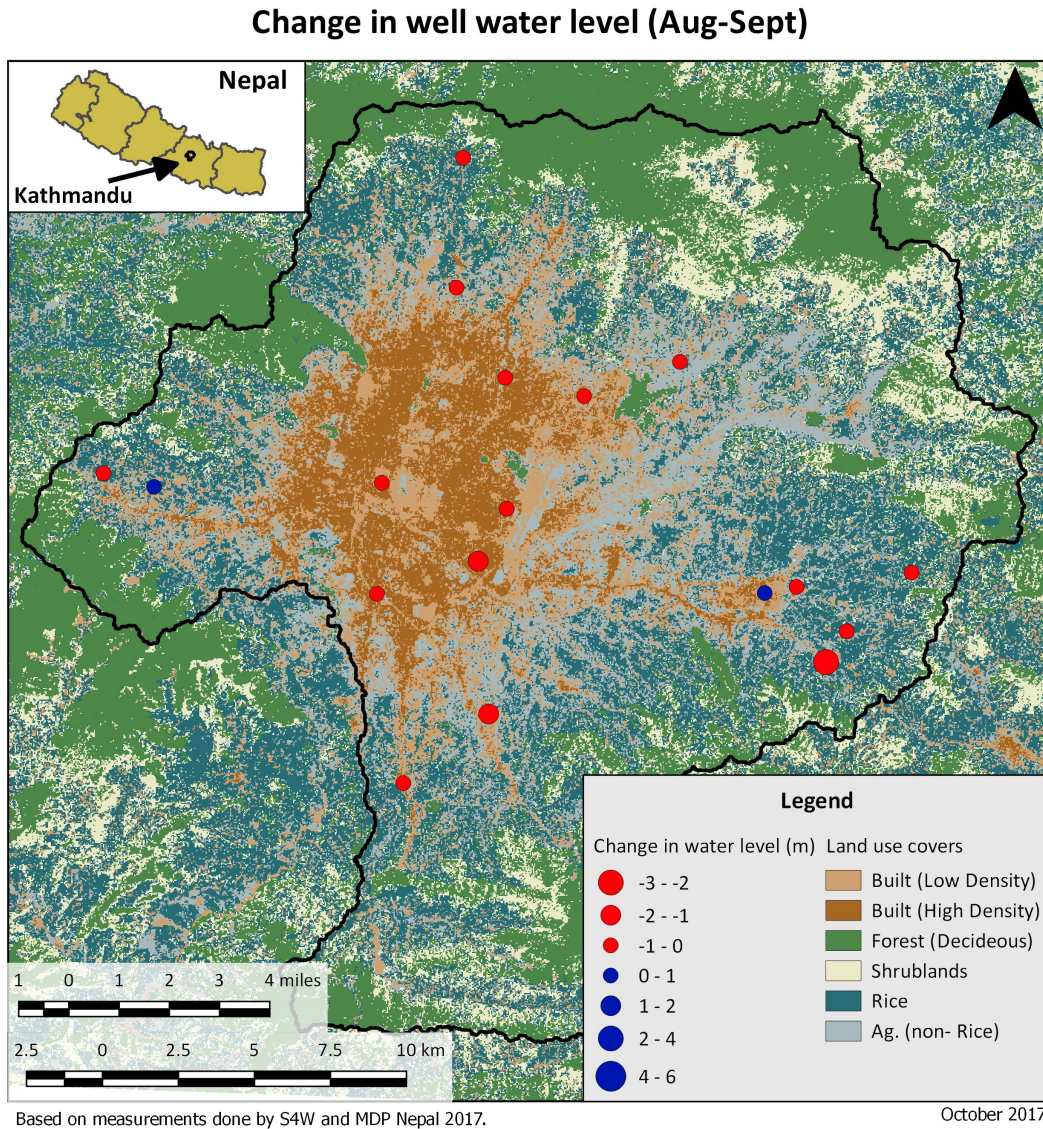 Change in well water level (Aug-Sept)
Nepal
Kathmandu
Legend
Change in water level (m)
-3 - -2
-2 - -1
-1 - 0
0 - 1
1 - 2
2 - 4
4 - 6
Land use covers
Built (Low Density)
Built (High Density)
Forest (Decideous)
Shrublands
Rice
Ag. (non- Rice)
1 0 1 2 3 4 miles
2.5 0 2.5 5 7.5 10 km
Based on measurements done by S4W and MDP Nepal 2017.
October 2017